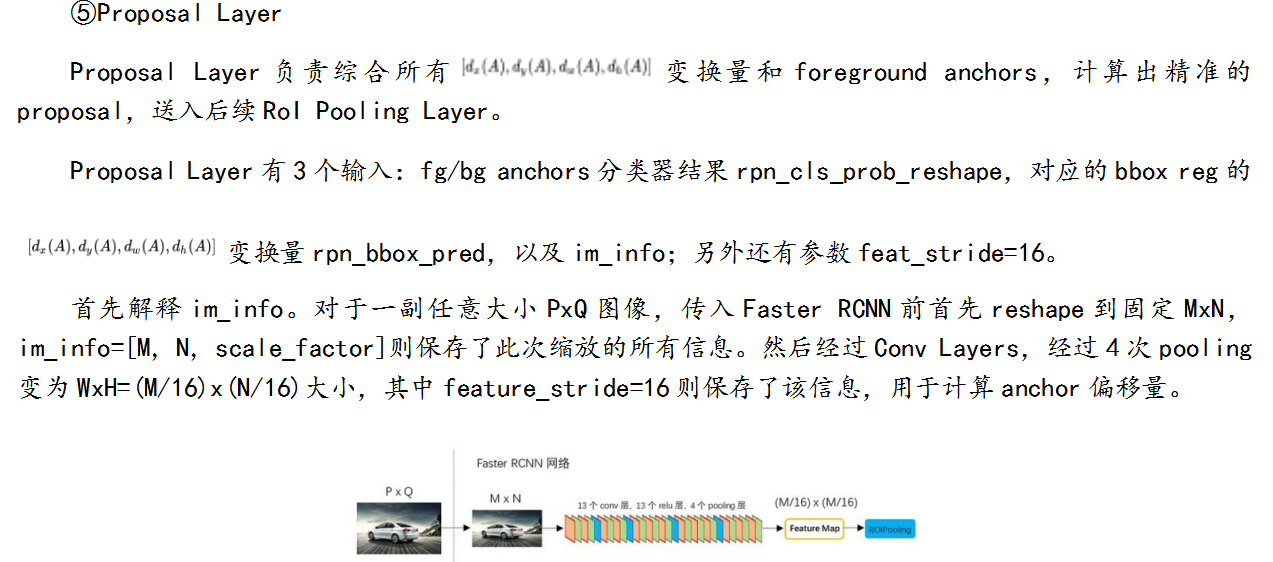 ⑤Proposal Layer
Proposal Layer 负责综合所有 [dx(A),dy(A),dw(A),dh(A)] 变换量和 foreground anchors，计算出精准的
proposal，送入后续 RoI Pooling Layer。
Proposal Layer 有 3 个输入：fg/bg anchors 分类器结果 rpn_cls_prob_reshape，对应的 bbox reg 的
[dx(A),dy(A),dw(A),dh(A)] 变换量 rpn_bbox_pred，以及 im_info；另外还有参数 feat_stride=16。
首先解释 im_info。对于一副任意大小 PxQ 图像，传入 Faster RCNN 前首先 reshape 到固定 MxN，
im_info=[M, N, scale_factor]则保存了此次缩放的所有信息。然后经过 Conv Layers，经过 4 次 pooling
变为 WxH=(M/16)x(N/16)大小，其中 feature_stride=16 则保存了该信息，用于计算 anchor 偏移量。
Faster RCNN 网络
P x Q
M x N
13 个 conv 层，13 个 relu 层，4 个 pooling 层
(M/16) x (M/16)
Feature Map
ROIPooling